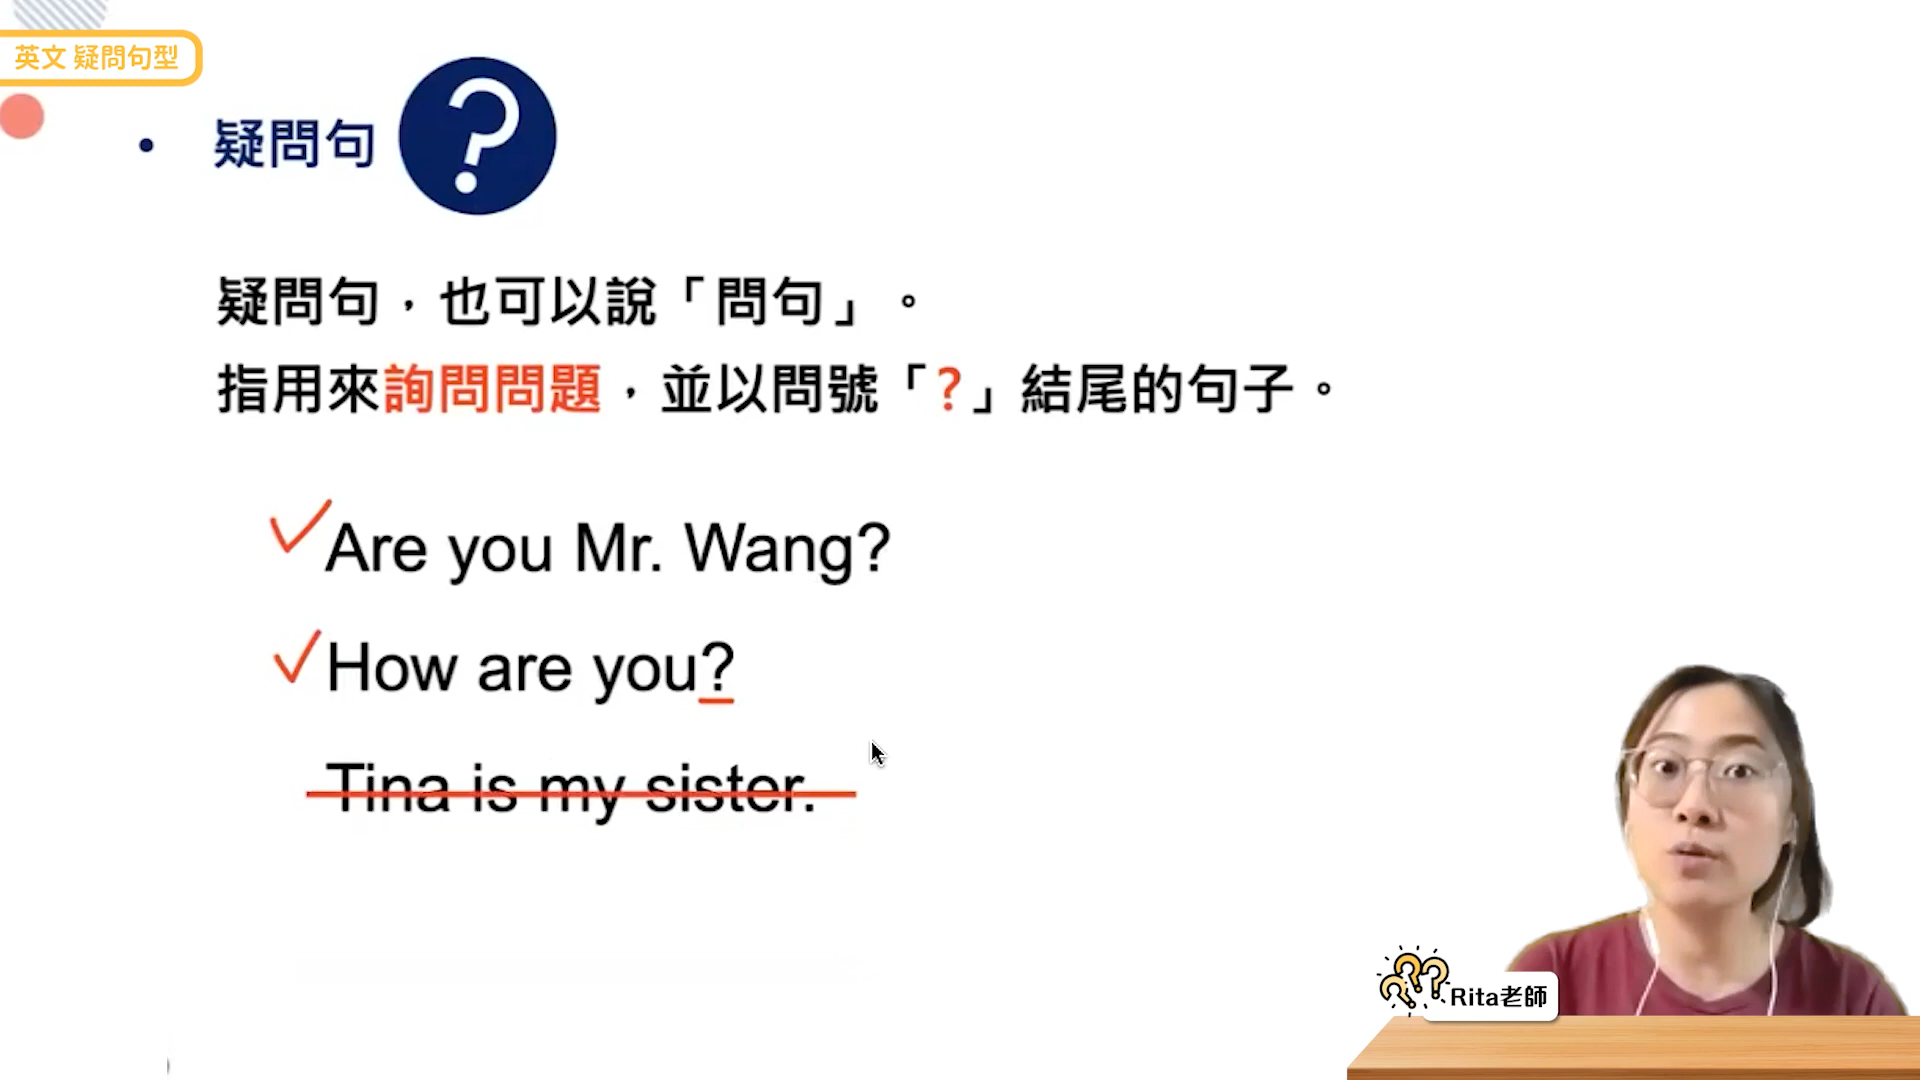 英文 疑問句型
• 疑問句 ?
疑問句，也可以說「問句」。
指用來詢問問題，並以問號「?」結尾的句子。
Are you Mr. Wang?
How are you?
Tina is my sister.
Rita老師